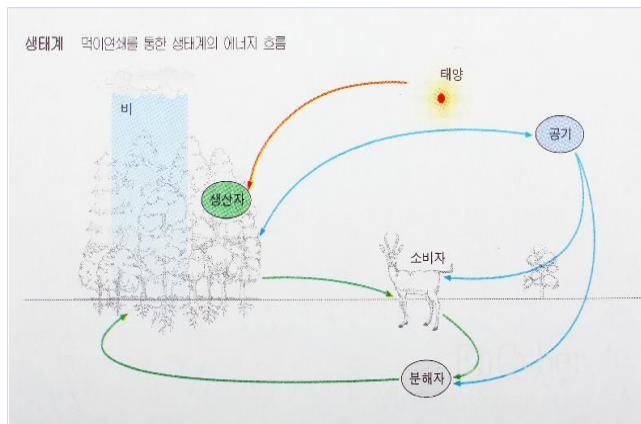 생태계 먹이연쇄를 통한 생태계의 에너지 흐름
태양
비
공기
생산자
소비자
분해자